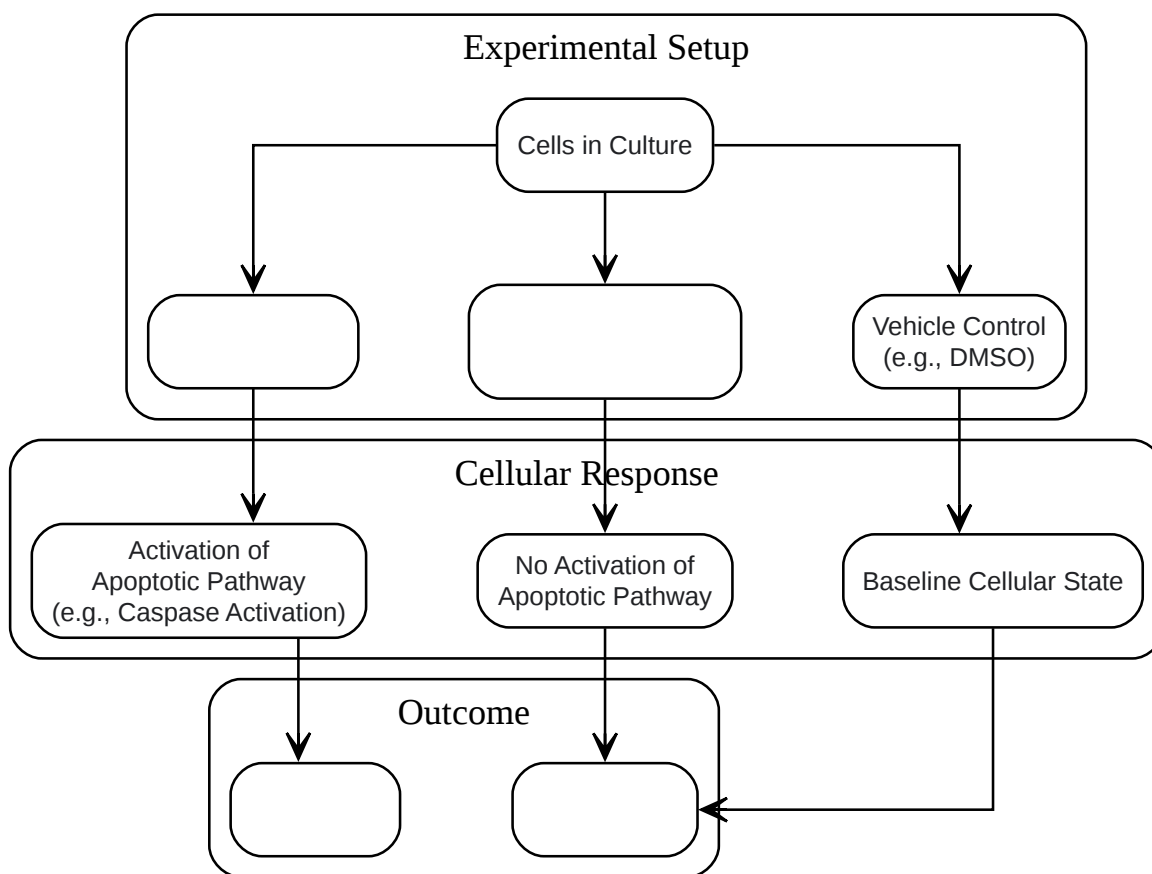 Experimental Setup
Cells in Culture
Vehicle Control
(e.g., DMSO)
Cellular Response
Activation of
Apoptotic Pathway
(e.g., Caspase Activation)
No Activation of
Apoptotic Pathway
Baseline Cellular State
Outcome